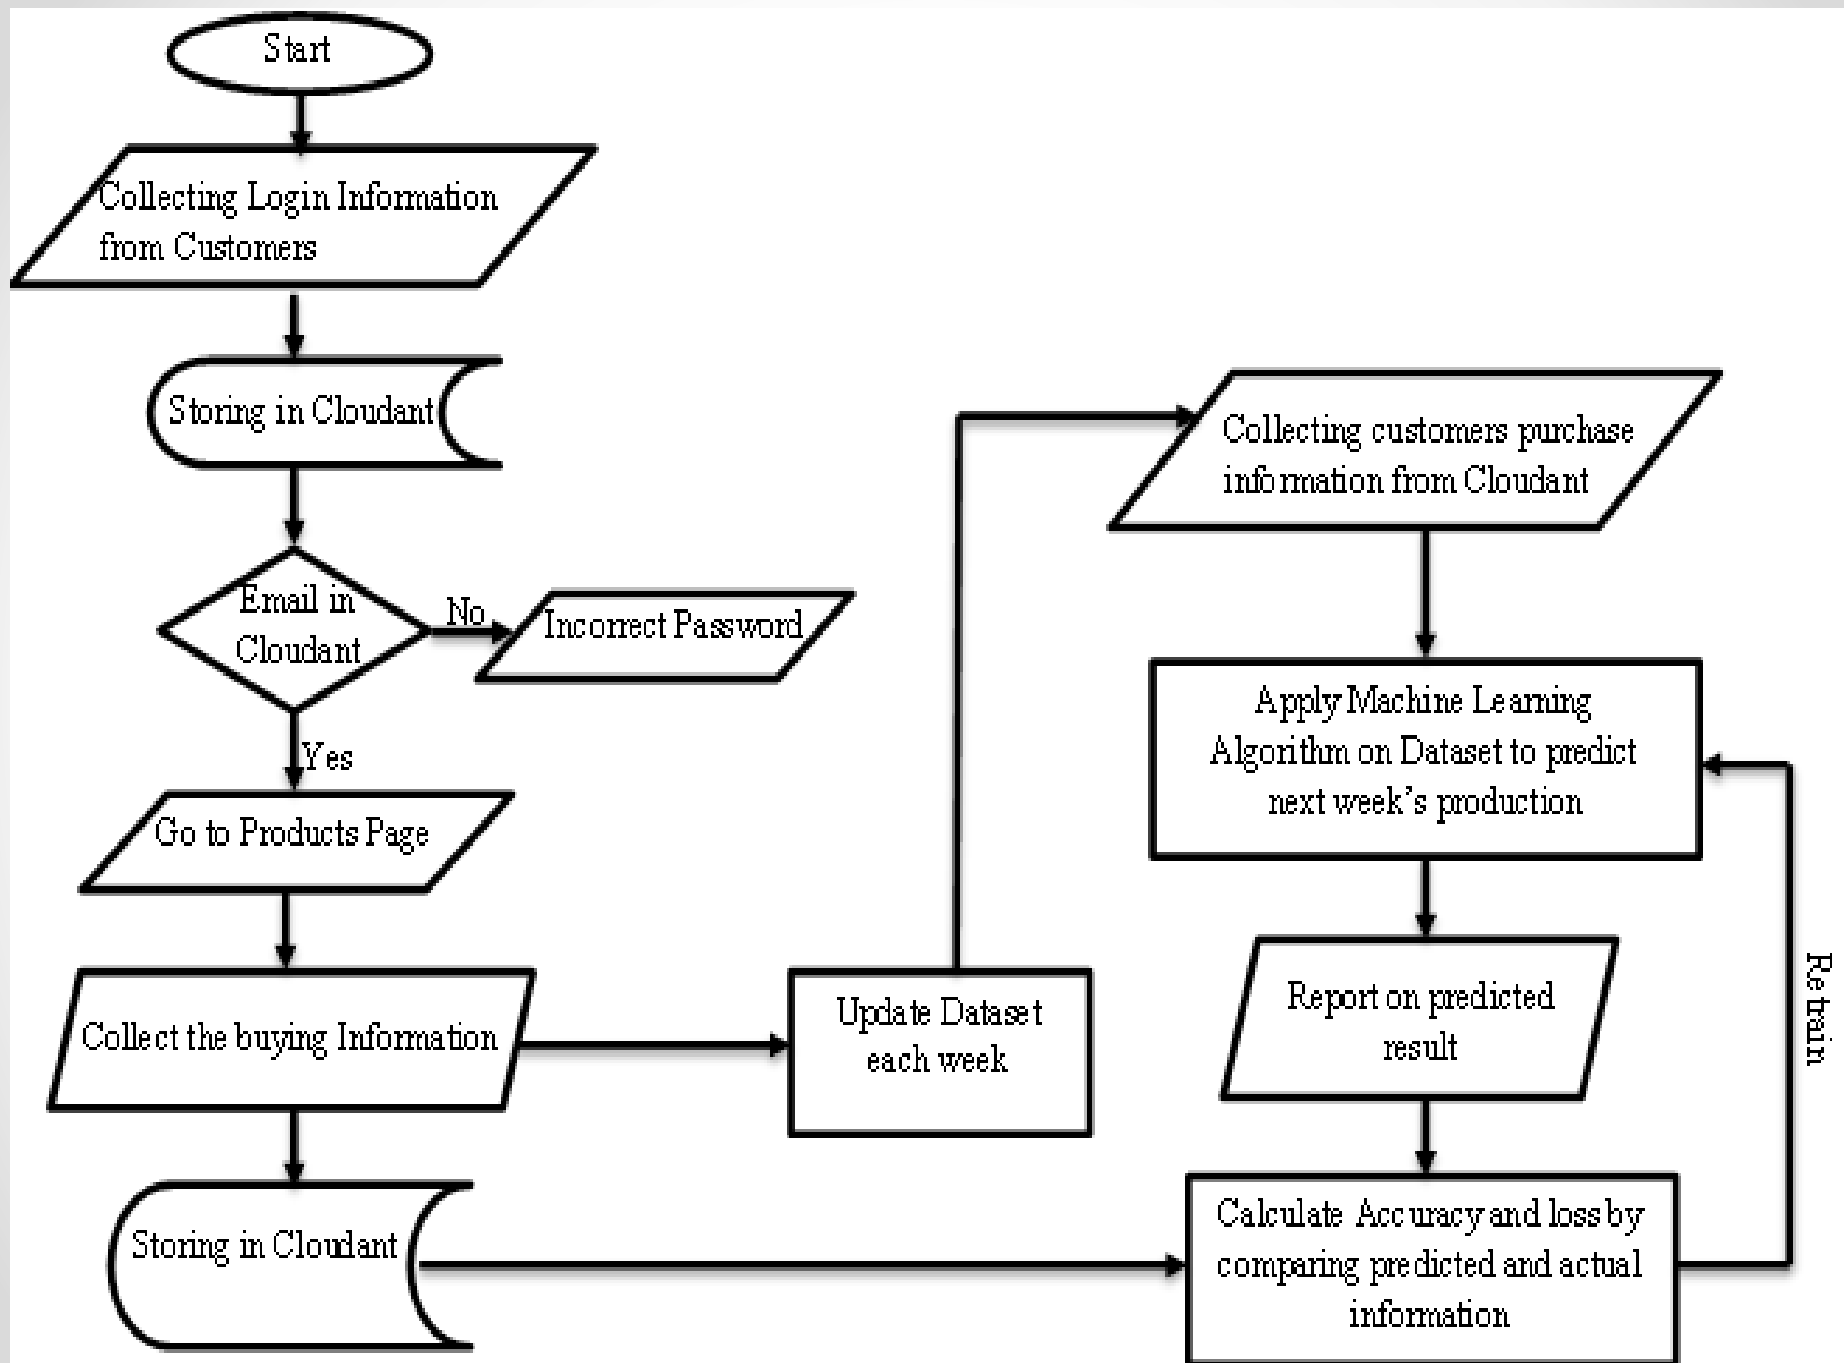 Start
Collecting Login Information
from Customers
Storing in Cloudant
Email in
Cloudant
No
Incorrect Password
Yes
Go to Products Page
Collect the buying Information
Storing in Cloudant
Update Dataset
each week
Collecting customers purchase
information from Cloudant
Apply Machine Learning
Algorithm on Dataset to predict
next week's production
Report on predicted
result
Calculate Accuracy and loss by
comparing predicted and actual
information
Retrain